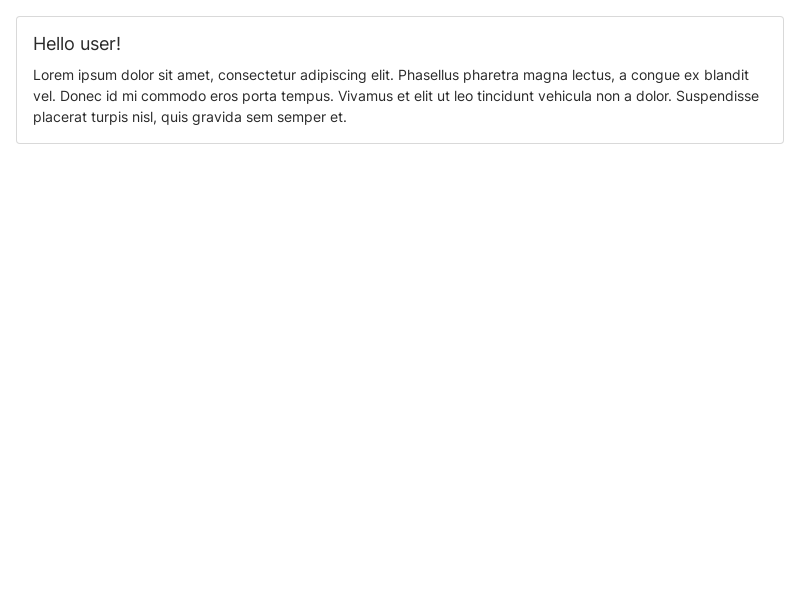 Hello user!
Lorem ipsum dolor sit amet, consectetur adipiscing elit. Phasellus pharetra magna lectus, a congue ex blandit
vel. Donec id mi commodo eros porta tempus. Vivamus et elit ut leo tincidunt vehicula non a dolor. Suspendisse
placerat turpis nisl, quis gravida sem semper et.